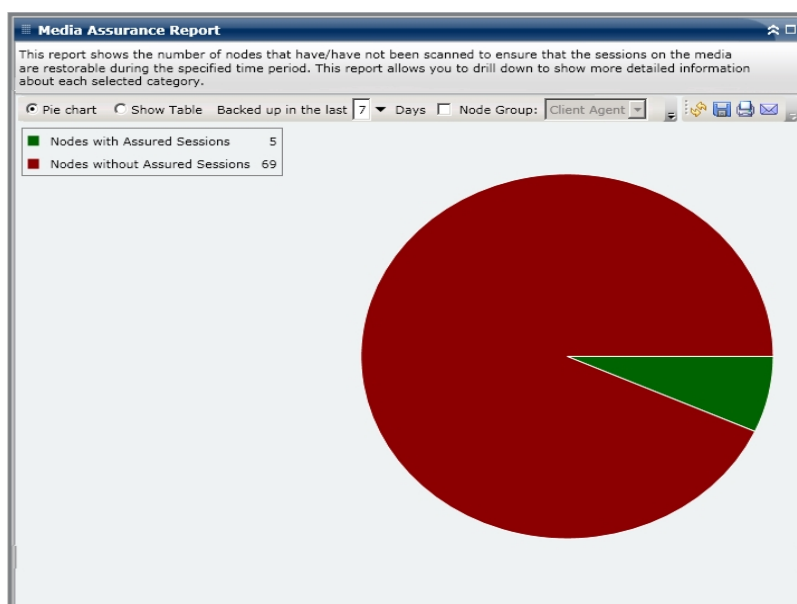 Media Assurance Report
This report shows the number of nodes that have/have not been scanned to ensure that the sessions on the media
are restorable during the specified time period. This report allows you to drill down to show more detailed information
about each selected category.
Pie chart Show Table Backed up in the last 7 Days Node Group: Client Agent
Nodes with Assured Sessions 5
Nodes without Assured Sessions 69